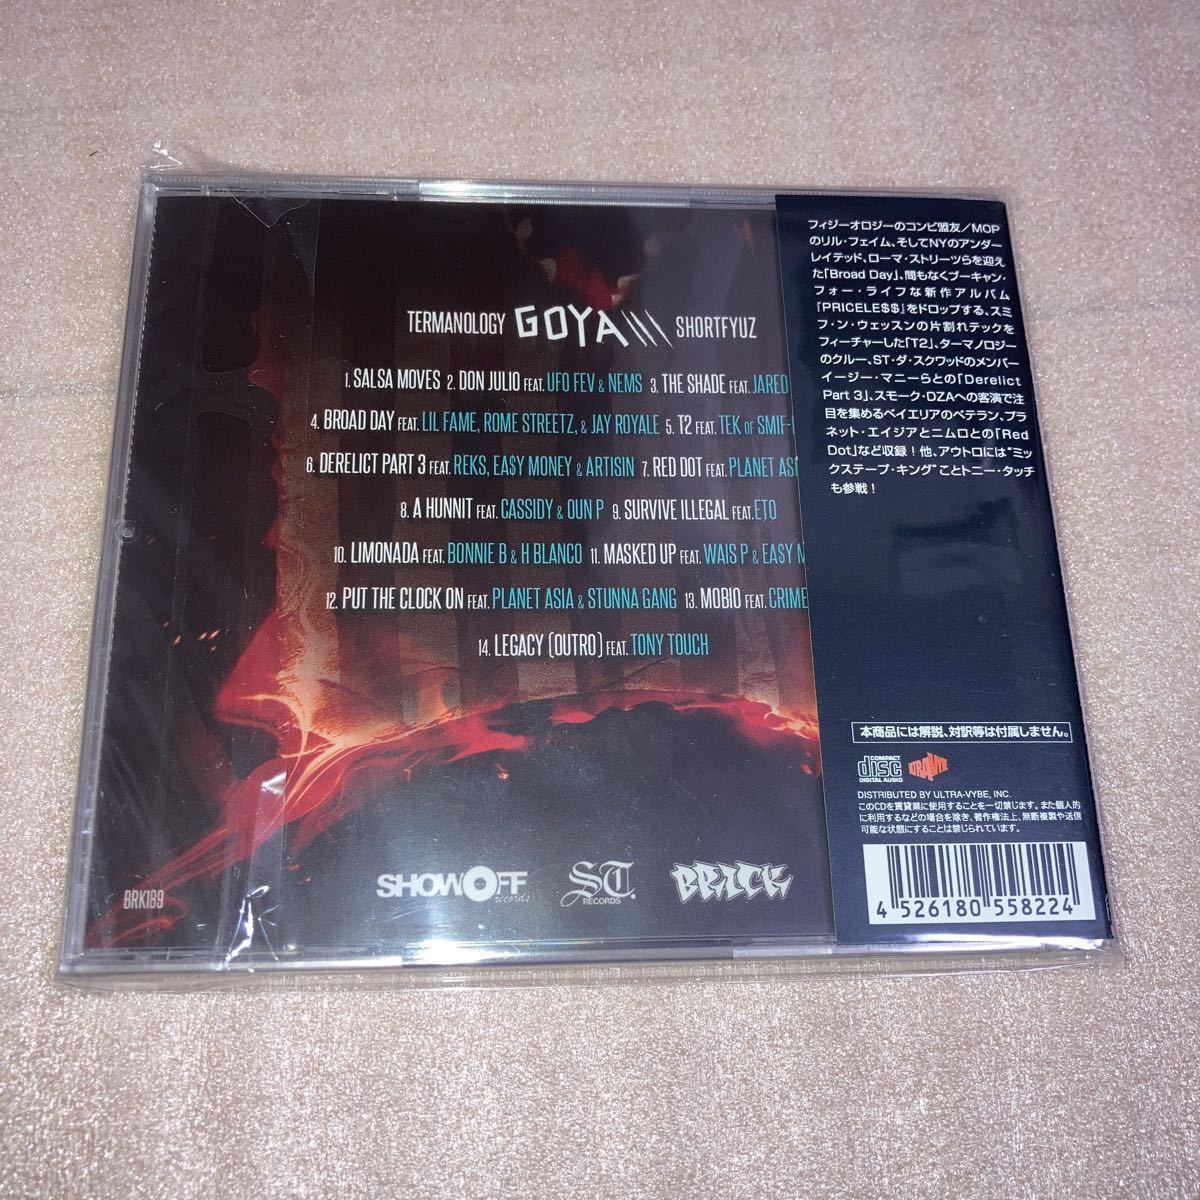 TERMANOLOGY GOYA \\\ SHORTFYUZ
1. SALSA MOVES 2. DON JULIO FEAT. UFO FEV & NEMS 3. THE SHADE FEAT. JARED
4. BROAD DAY FEAT. LIL FAME, ROME STREETZ, & JAY ROYALE 5. T2 FEAT. TEK OF SMIF-
6. DERELICT PART 3 FEAT. REKS, EA$Y MONEY & ARTISIN 7. RED DOT FEAT. PLANET
8. A HUNNIT FEAT. CASSIDY & OUN P 9. SURVIVE ILLEGAL FEAT. ETO
10. LIMONADA FEAT. BONNIE B & H BLANCO 11. MASKED UP FEAT. WAIS P & EA$Y
12. PUT THE CLOCK ON FEAT. PLANET ASIA & STUNNA GANG 13. MOBIO FEAT. CRIME
14. LEGACY (OUTRO) FEAT. TONY TOUCH
BRK189
SHOWOFF
records
S.T.
RECORDS
BRICK
フィジーオロジーのコンビ盟友/MOP
のリル・フェイム、そしてNYのアンダー
レイテッド、ローマ・ストリーツらを迎え
た「Broad Day」、間もなくブーキャン・
フォー・ライフな新作アルバム
『PRICELE$$』をドロップする、スミ
フ・ン・ウェッスンの片割れテックを
フィーチャーした「T2」、ターマノロジー
のクルー、ST・ダ・スクワッドのメンバー
イージー・マニーらとの「Derelict
Part 3」、スモーク・DZAへの客演で注
目を集めるベイエリアのベテラン、プラ
ネット・エイジアとニムロとの「Red
Dot」など収録!他、アウトロには“ミッ
クステープ・キング”ことトニー・タッチ
も参戦!
本商品には解説、対訳等は付属しません。
COMPACT
disc
DIGITAL AUDIO
ULTRA-VYBE
DISTRIBUTED BY ULTRA-VYBE, INC.
このCDを賃貸業に使用することを一切禁じます。また個人的
に利用するなどの場合を除き、著作権法上、無断複製や送信
可能な状態にすることは禁じられています。
4 526180 558224